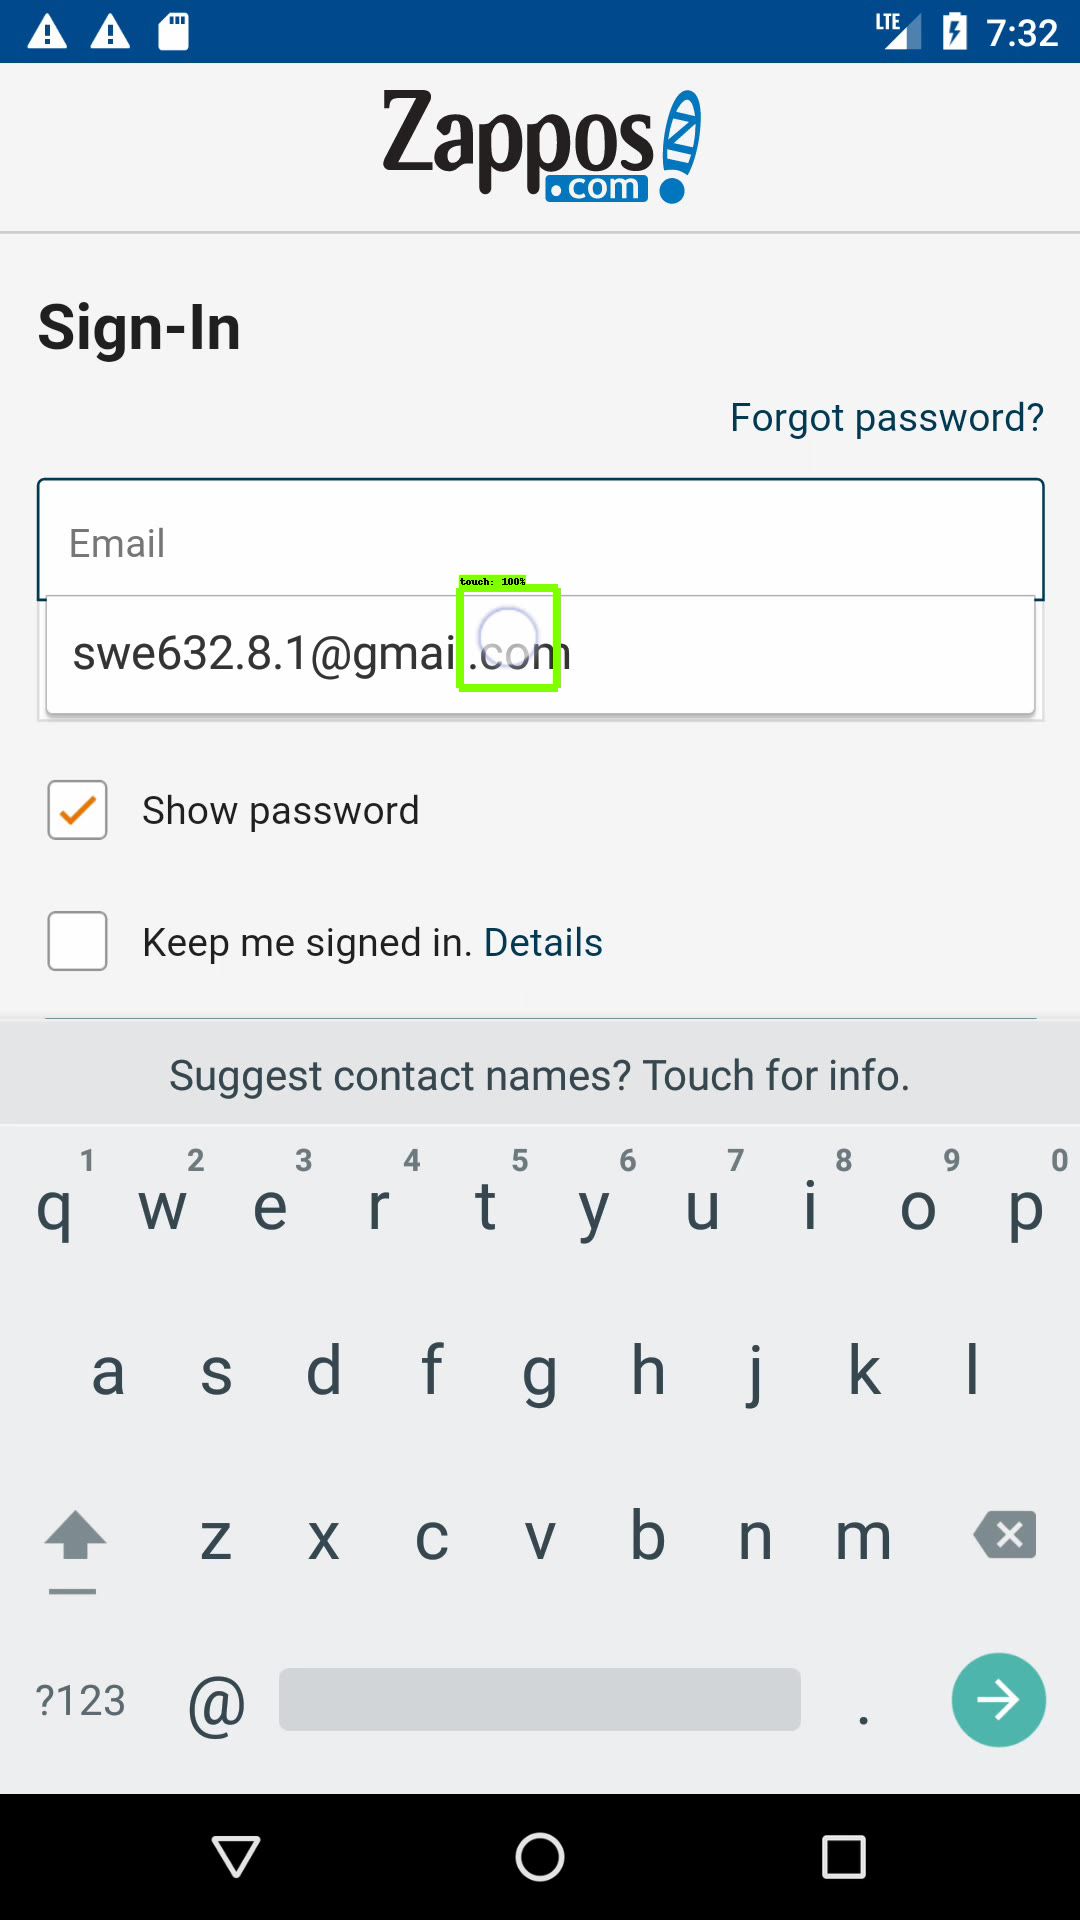 LTE 7:32
Zappos
.com
Sign-In
Forgot password?
Email
touch: 100%
swe632.8.1@gmai .com
Show password
Keep me signed in. Details
Suggest contact names? Touch for info.
1 2 3 4 5 6 7 8 9 0
q w e r t y u i o p
a s d f g h j k l
z x c v b n m
?123 @ .